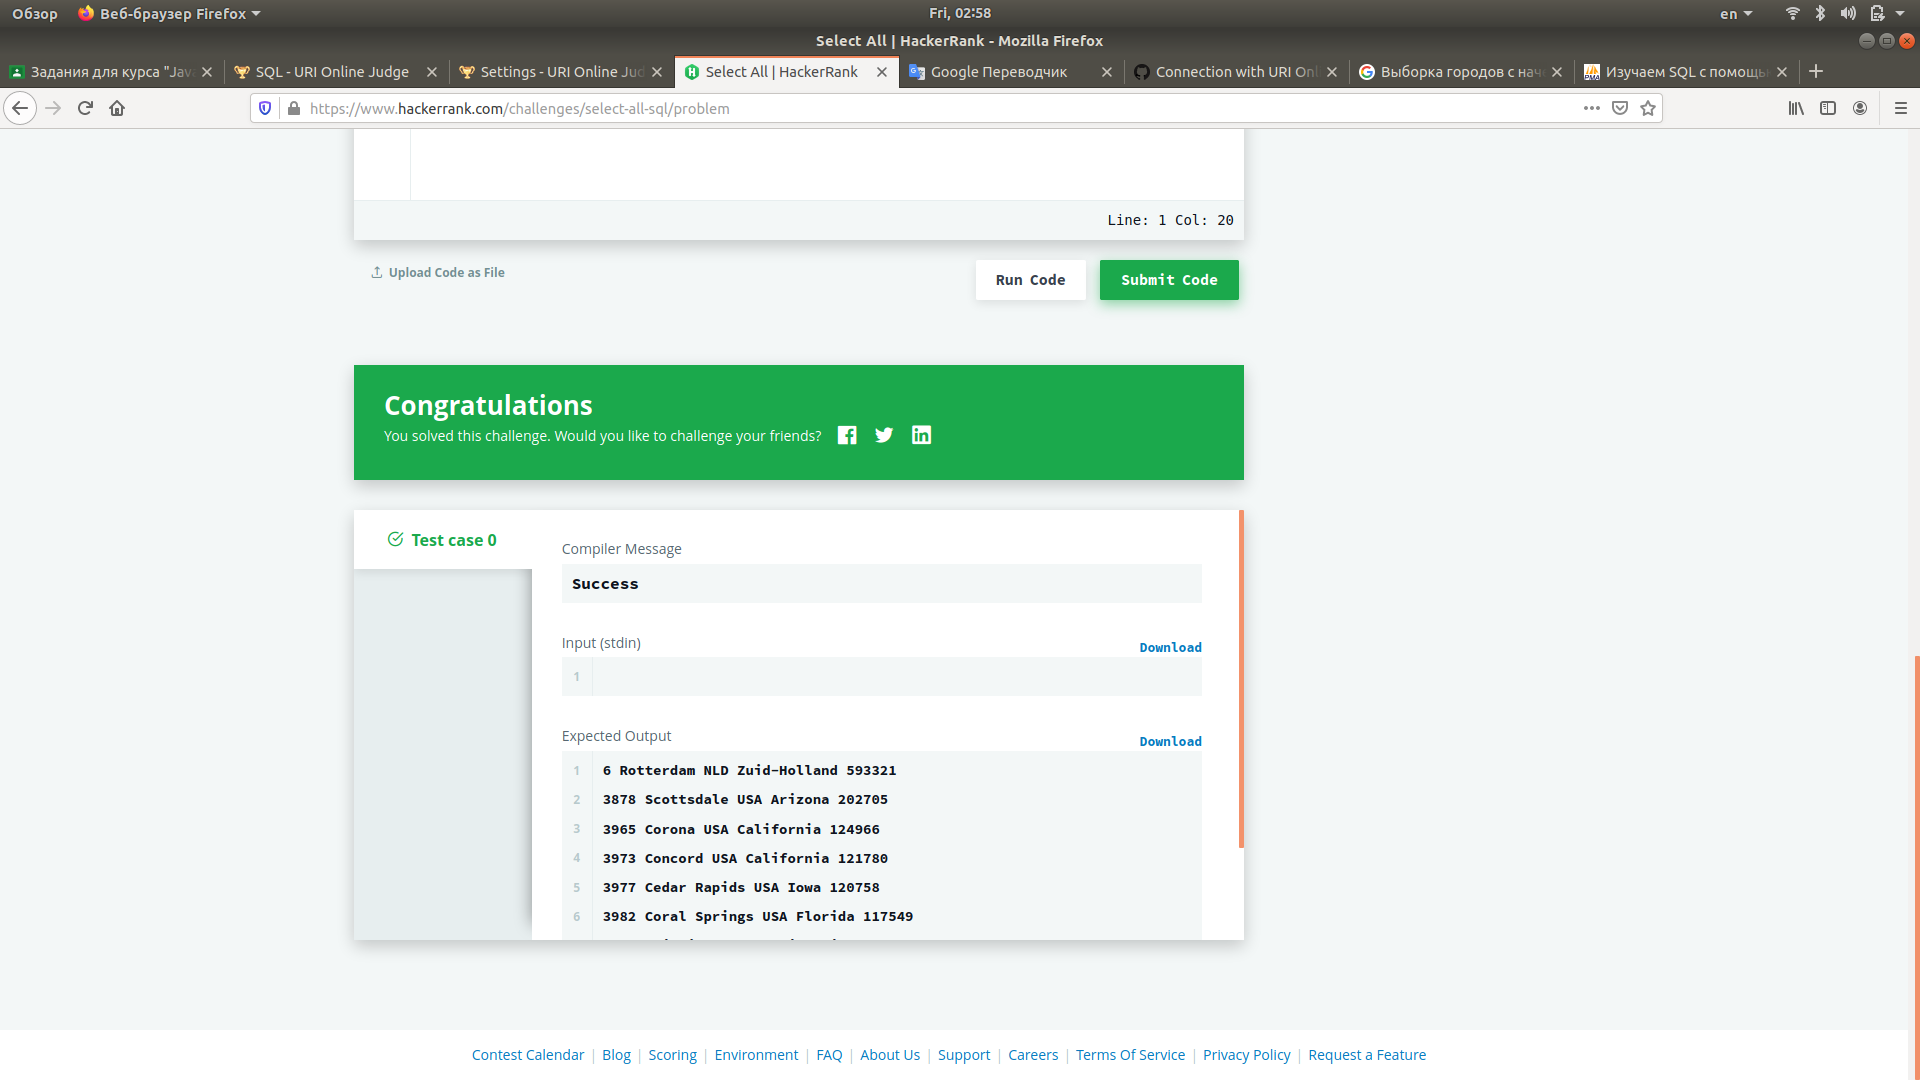 Обзор Веб-браузер Firefox Fri, 02:58 en
Select All | HackerRank - Mozilla Firefox
Задания для курса "Jav SQL - URI Online Judge Settings - URI Online Jud Select All | HackerRank Google Переводчик Connection with URI Onl Выборка городов с нач Изучаем SQL с помощь
https://www.hackerrank.com/challenges/select-all-sql/problem
Line: 1 Col: 20
Upload Code as File
Run Code Submit Code
Congratulations
You solved this challenge. Would you like to challenge your friends?
Test case 0
Compiler Message
Success
Input (stdin) Download
1
Expected Output Download
1 6 Rotterdam NLD Zuid-Holland 593321
2 3878 Scottsdale USA Arizona 202705
3 3965 Corona USA California 124966
4 3973 Concord USA California 121780
5 3977 Cedar Rapids USA Iowa 120758
6 3982 Coral Springs USA Florida 117549
Contest Calendar | Blog | Scoring | Environment | FAQ | About Us | Support | Careers | Terms Of Service | Privacy Policy | Request a Feature